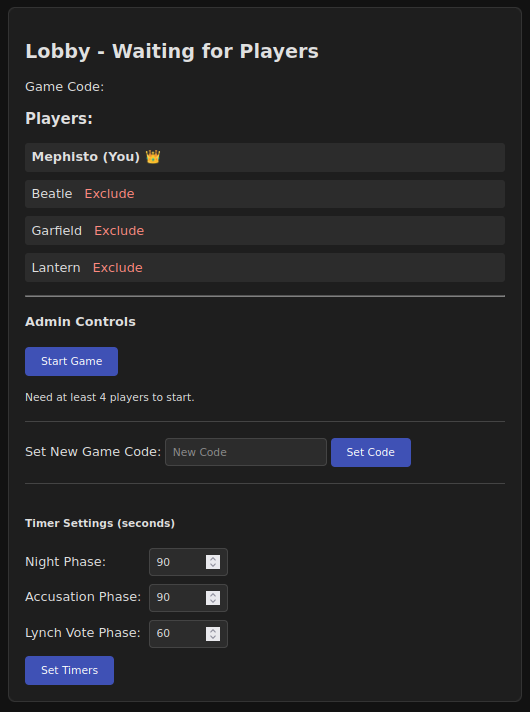 Lobby - Waiting for Players
Game Code:
Players:
Mephisto (You) 👑
Beatle Exclude
Garfield Exclude
Lantern Exclude
Admin Controls
Start Game
Need at least 4 players to start.
Set New Game Code: New Code Set Code
Timer Settings (seconds)
Night Phase: 90
Accusation Phase: 90
Lynch Vote Phase: 60
Set Timers